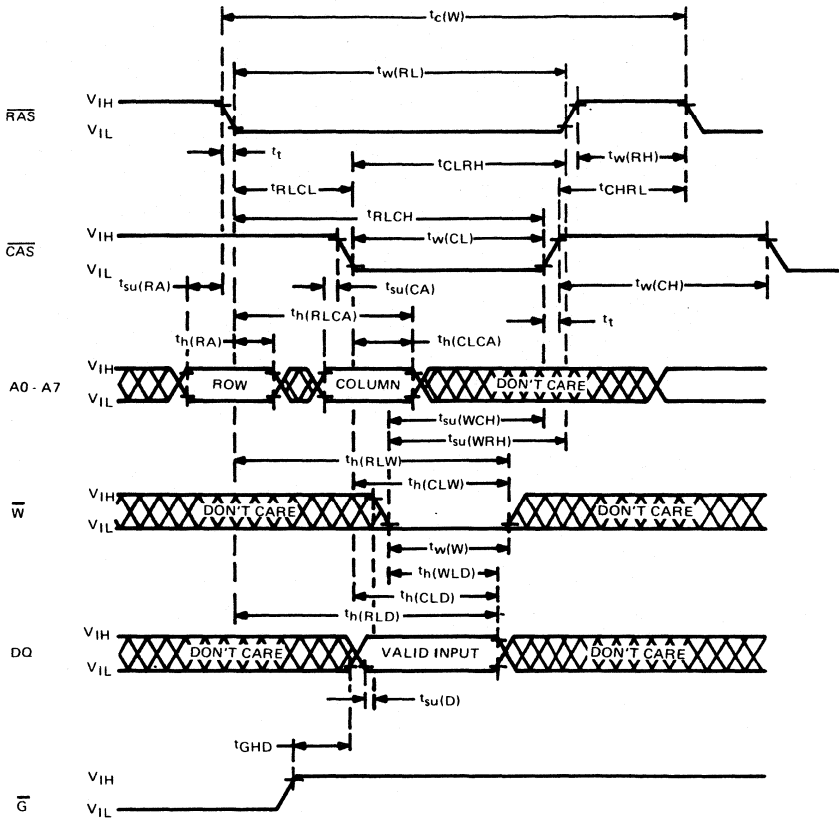 tc(W)
tw(RL)
RAS
VIH
VIL
tt
tCLRH
tw(RH)
tRLCL
tCHRL
tRLCH
CAS
VIH
VIL
tw(CL)
tsu(RA)
tsu(CA)
tw(CH)
th(RLCA)
th(RA)
th(CLCA)
tt
A0 - A7
VIH
VIL
ROW
COLUMN
DON'T CARE
tsu(WCH)
tsu(WRH)
th(RLW)
th(CLW)
W
VIH
VIL
DON'T CARE
DON'T CARE
tw(W)
th(WLD)
th(CLD)
th(RLD)
DQ
VIH
VIL
DON'T CARE
VALID INPUT
DON'T CARE
tsu(D)
tGHD
G
VIH
VIL